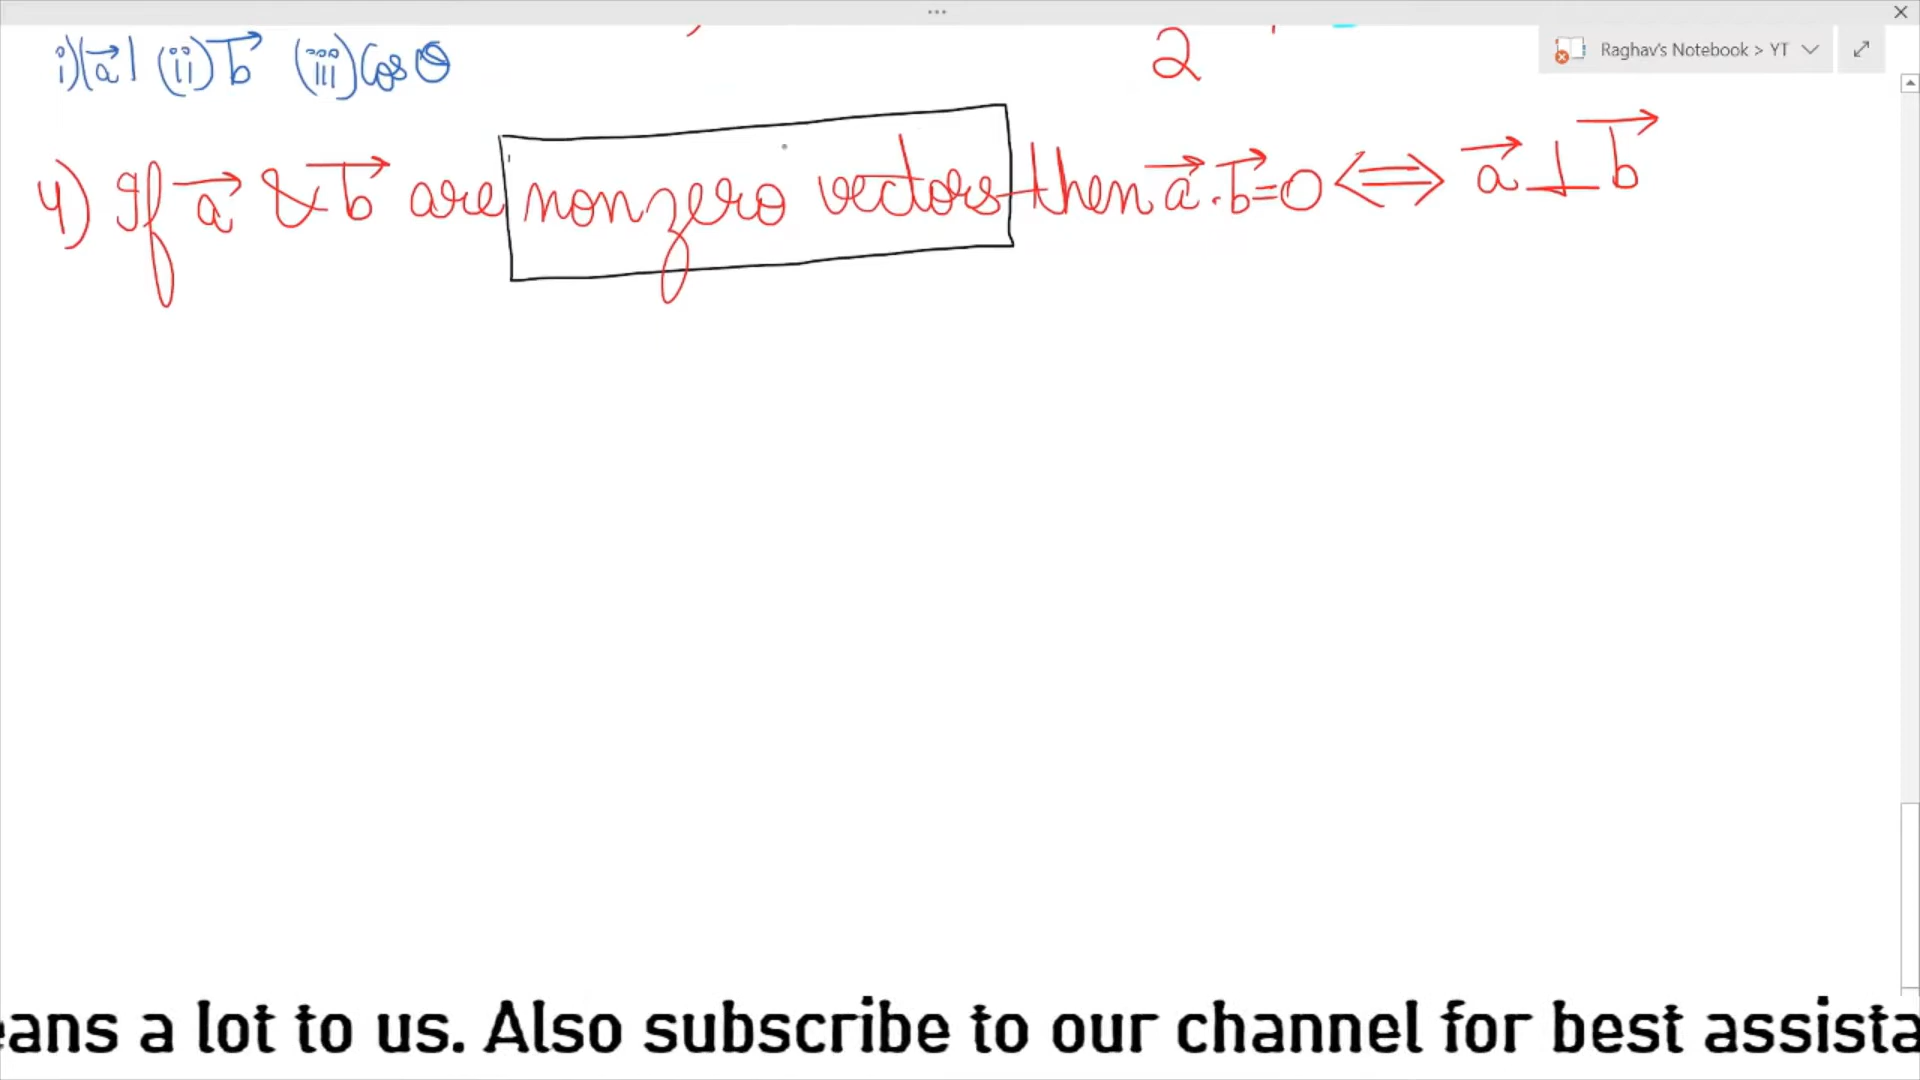 ...
Raghav's Notebook > YT
i) |a⃗| (ii) b⃗ (iii) Cos θ
2
4) If a⃗ & b⃗ are nonzero vectors then a⃗.b⃗=0 ⟺ a⃗ ⊥ b⃗
eans a lot to us. Also subscribe to our channel for best assista